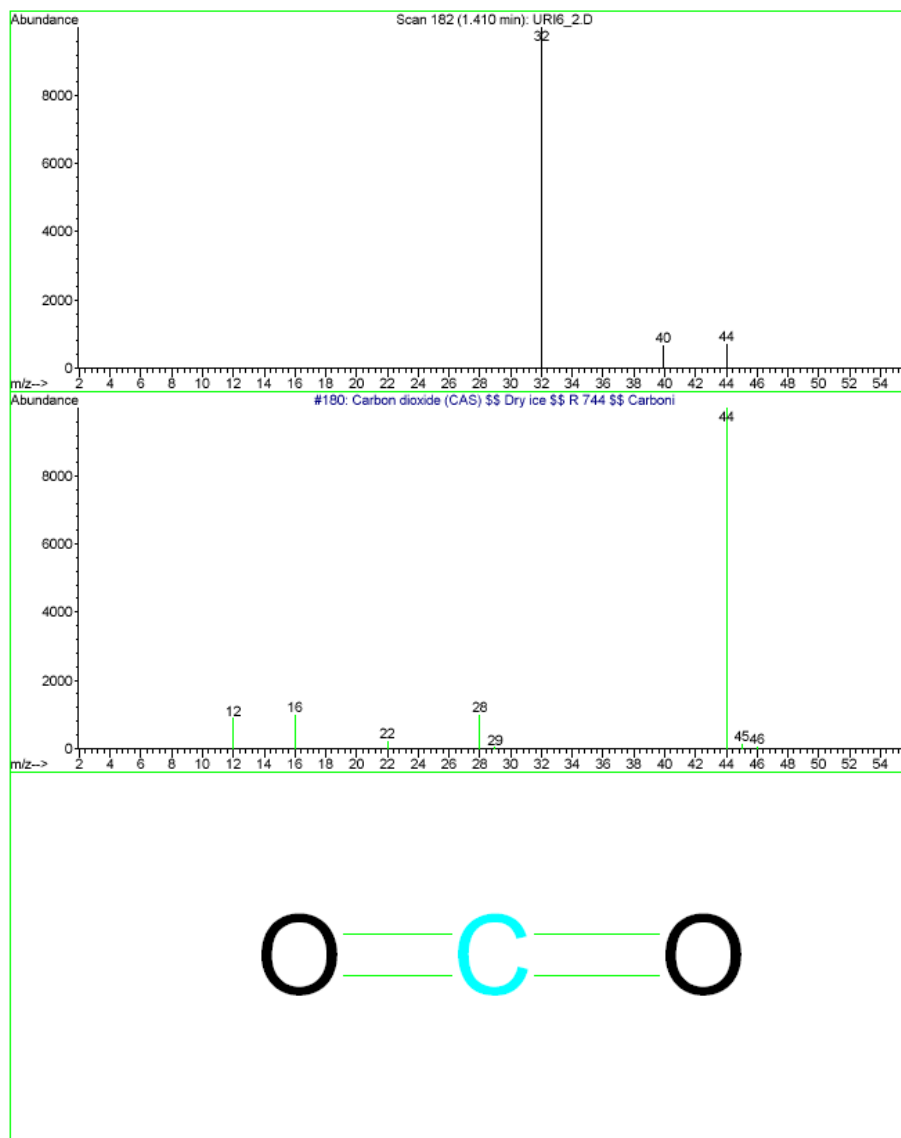 Abundance
Scan 182 (1.410 min): URI6_2.D
32
8000
6000
4000
2000
40
44
0
m/z-->
2 4 6 8 10 12 14 16 18 20 22 24 26 28 30 32 34 36 38 40 42 44 46 48 50 52 54
Abundance
#180: Carbon dioxide (CAS) $$ Dry ice $$ R 744 $$ Carboni
44
8000
6000
4000
2000
12
16
22
28
29
45
46
0
m/z-->
2 4 6 8 10 12 14 16 18 20 22 24 26 28 30 32 34 36 38 40 42 44 46 48 50 52 54
O C O